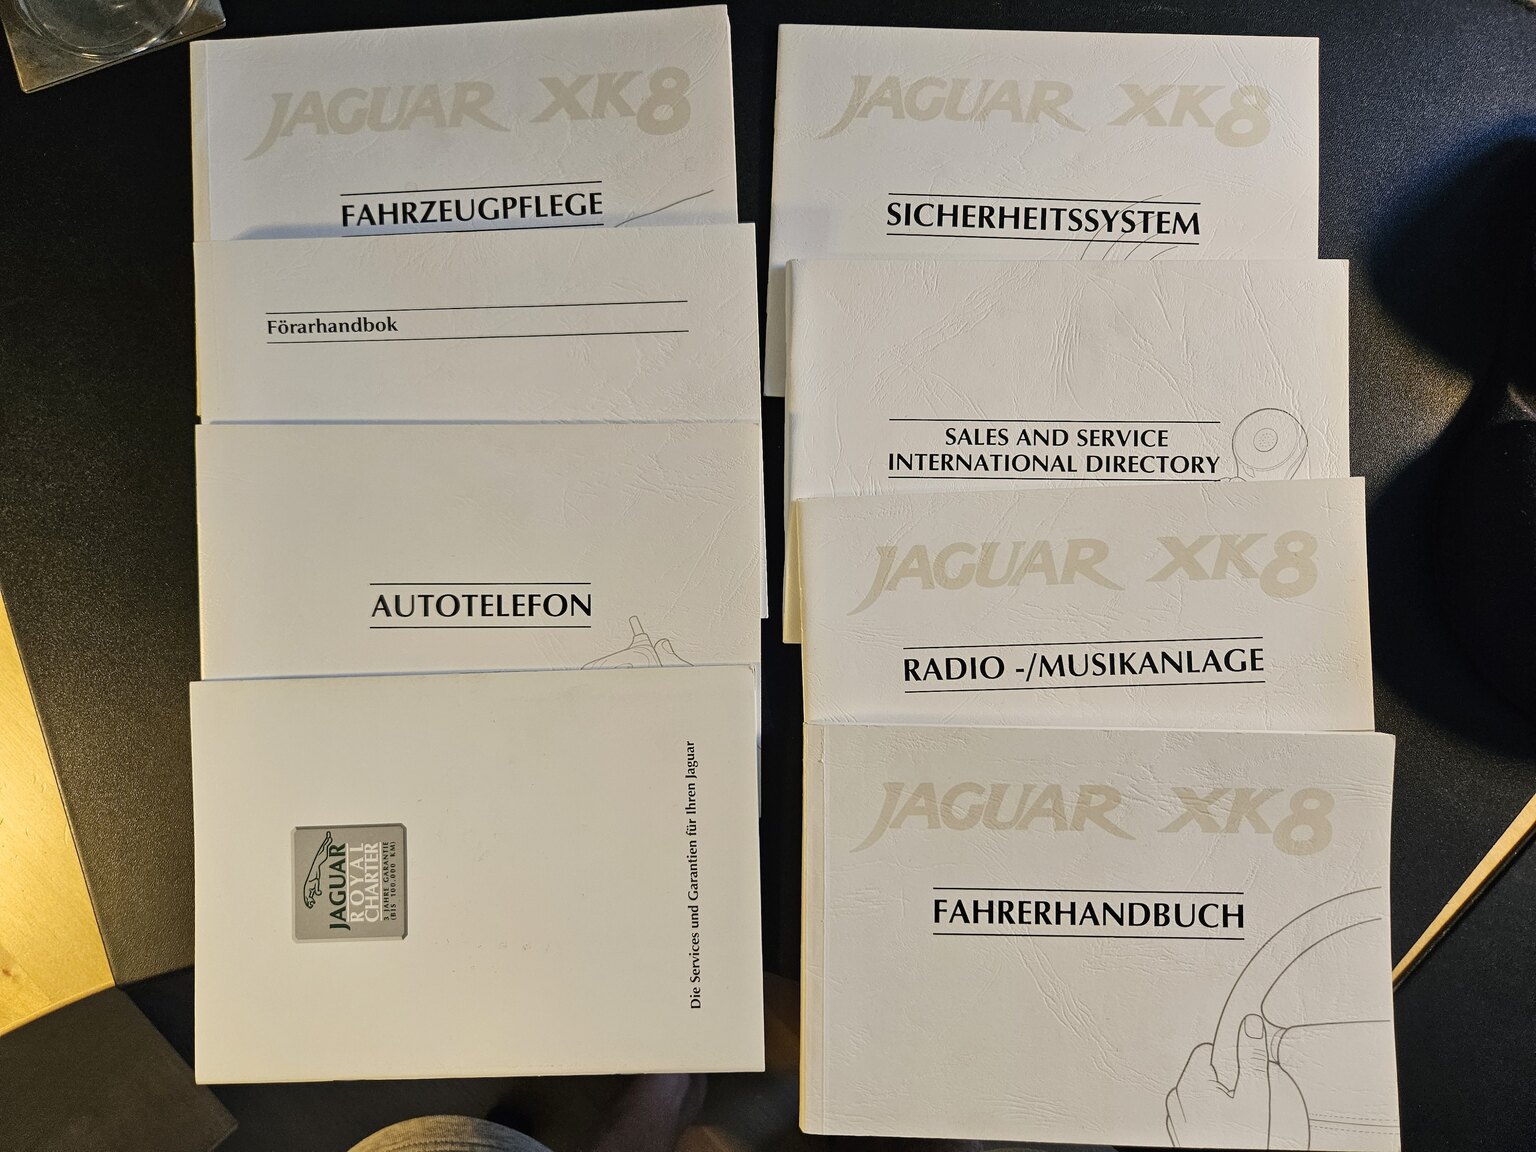 JAGUAR XK8
FAHRZEUGPFLEGE
Förarhandbok
AUTOTELEFON
JAGUAR
ROYAL
CHARTER
3 JAHRE GARANTIE
(BIS 100.000 KM)
Die Services und Garantien für Ihren Jaguar
JAGUAR XK8
SICHERHEITSSYSTEM
SALES AND SERVICE
INTERNATIONAL DIRECTORY
JAGUAR XK8
RADIO -/MUSIKANLAGE
JAGUAR XK8
FAHRERHANDBUCH